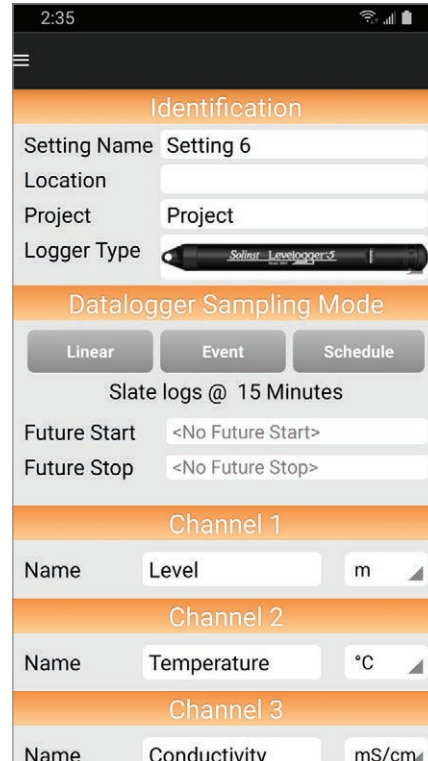 2:35
Identification
Setting Name Setting 6
Location
Project Project
Logger Type Solinst Levelogger 5
Datalogger Sampling Mode
Linear Event Schedule
Slate logs @ 15 Minutes
Future Start <No Future Start>
Future Stop <No Future Stop>
Channel 1
Name Level m
Channel 2
Name Temperature °C
Channel 3
Name Conductivity mS/cm